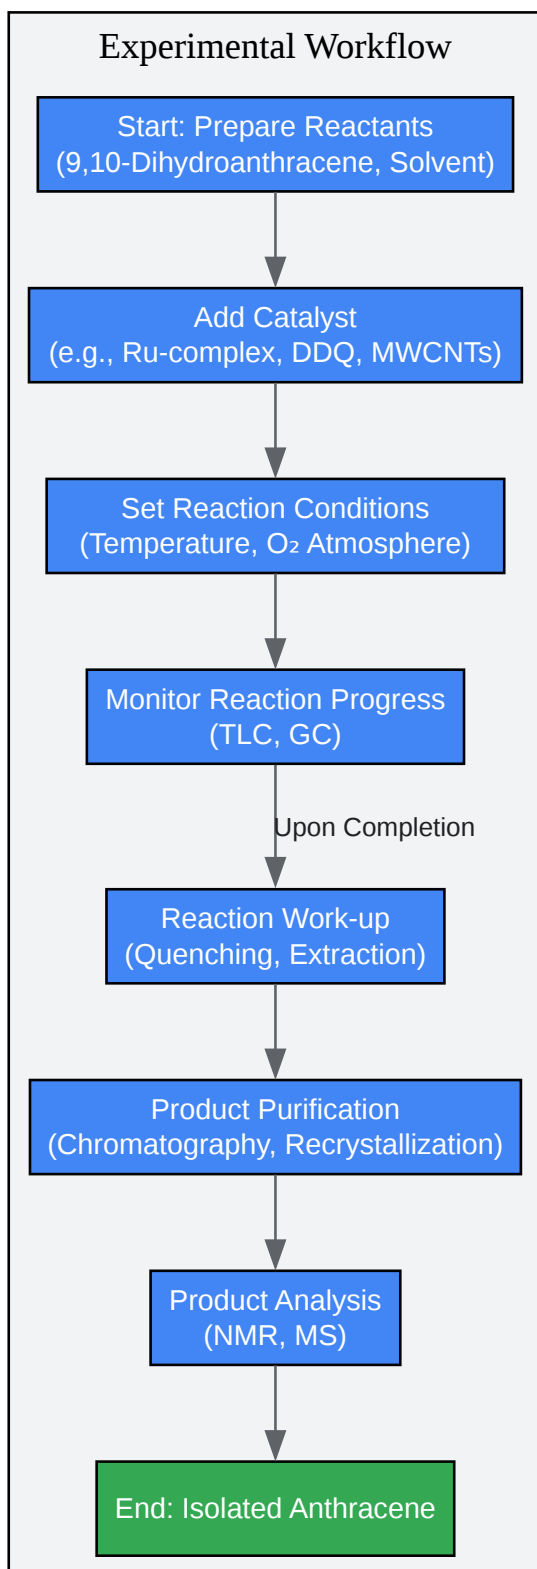 Experimental Workflow
Start: Prepare Reactants
(9,10-Dihydroanthracene, Solvent)
Add Catalyst
(e.g., Ru-complex, DDQ, MWCNTs)
Set Reaction Conditions
(Temperature, O₂ Atmosphere)
Monitor Reaction Progress
(TLC, GC)
Upon Completion
Reaction Work-up
(Quenching, Extraction)
Product Purification
(Chromatography, Recrystallization)
Product Analysis
(NMR, MS)
End: Isolated Anthracene